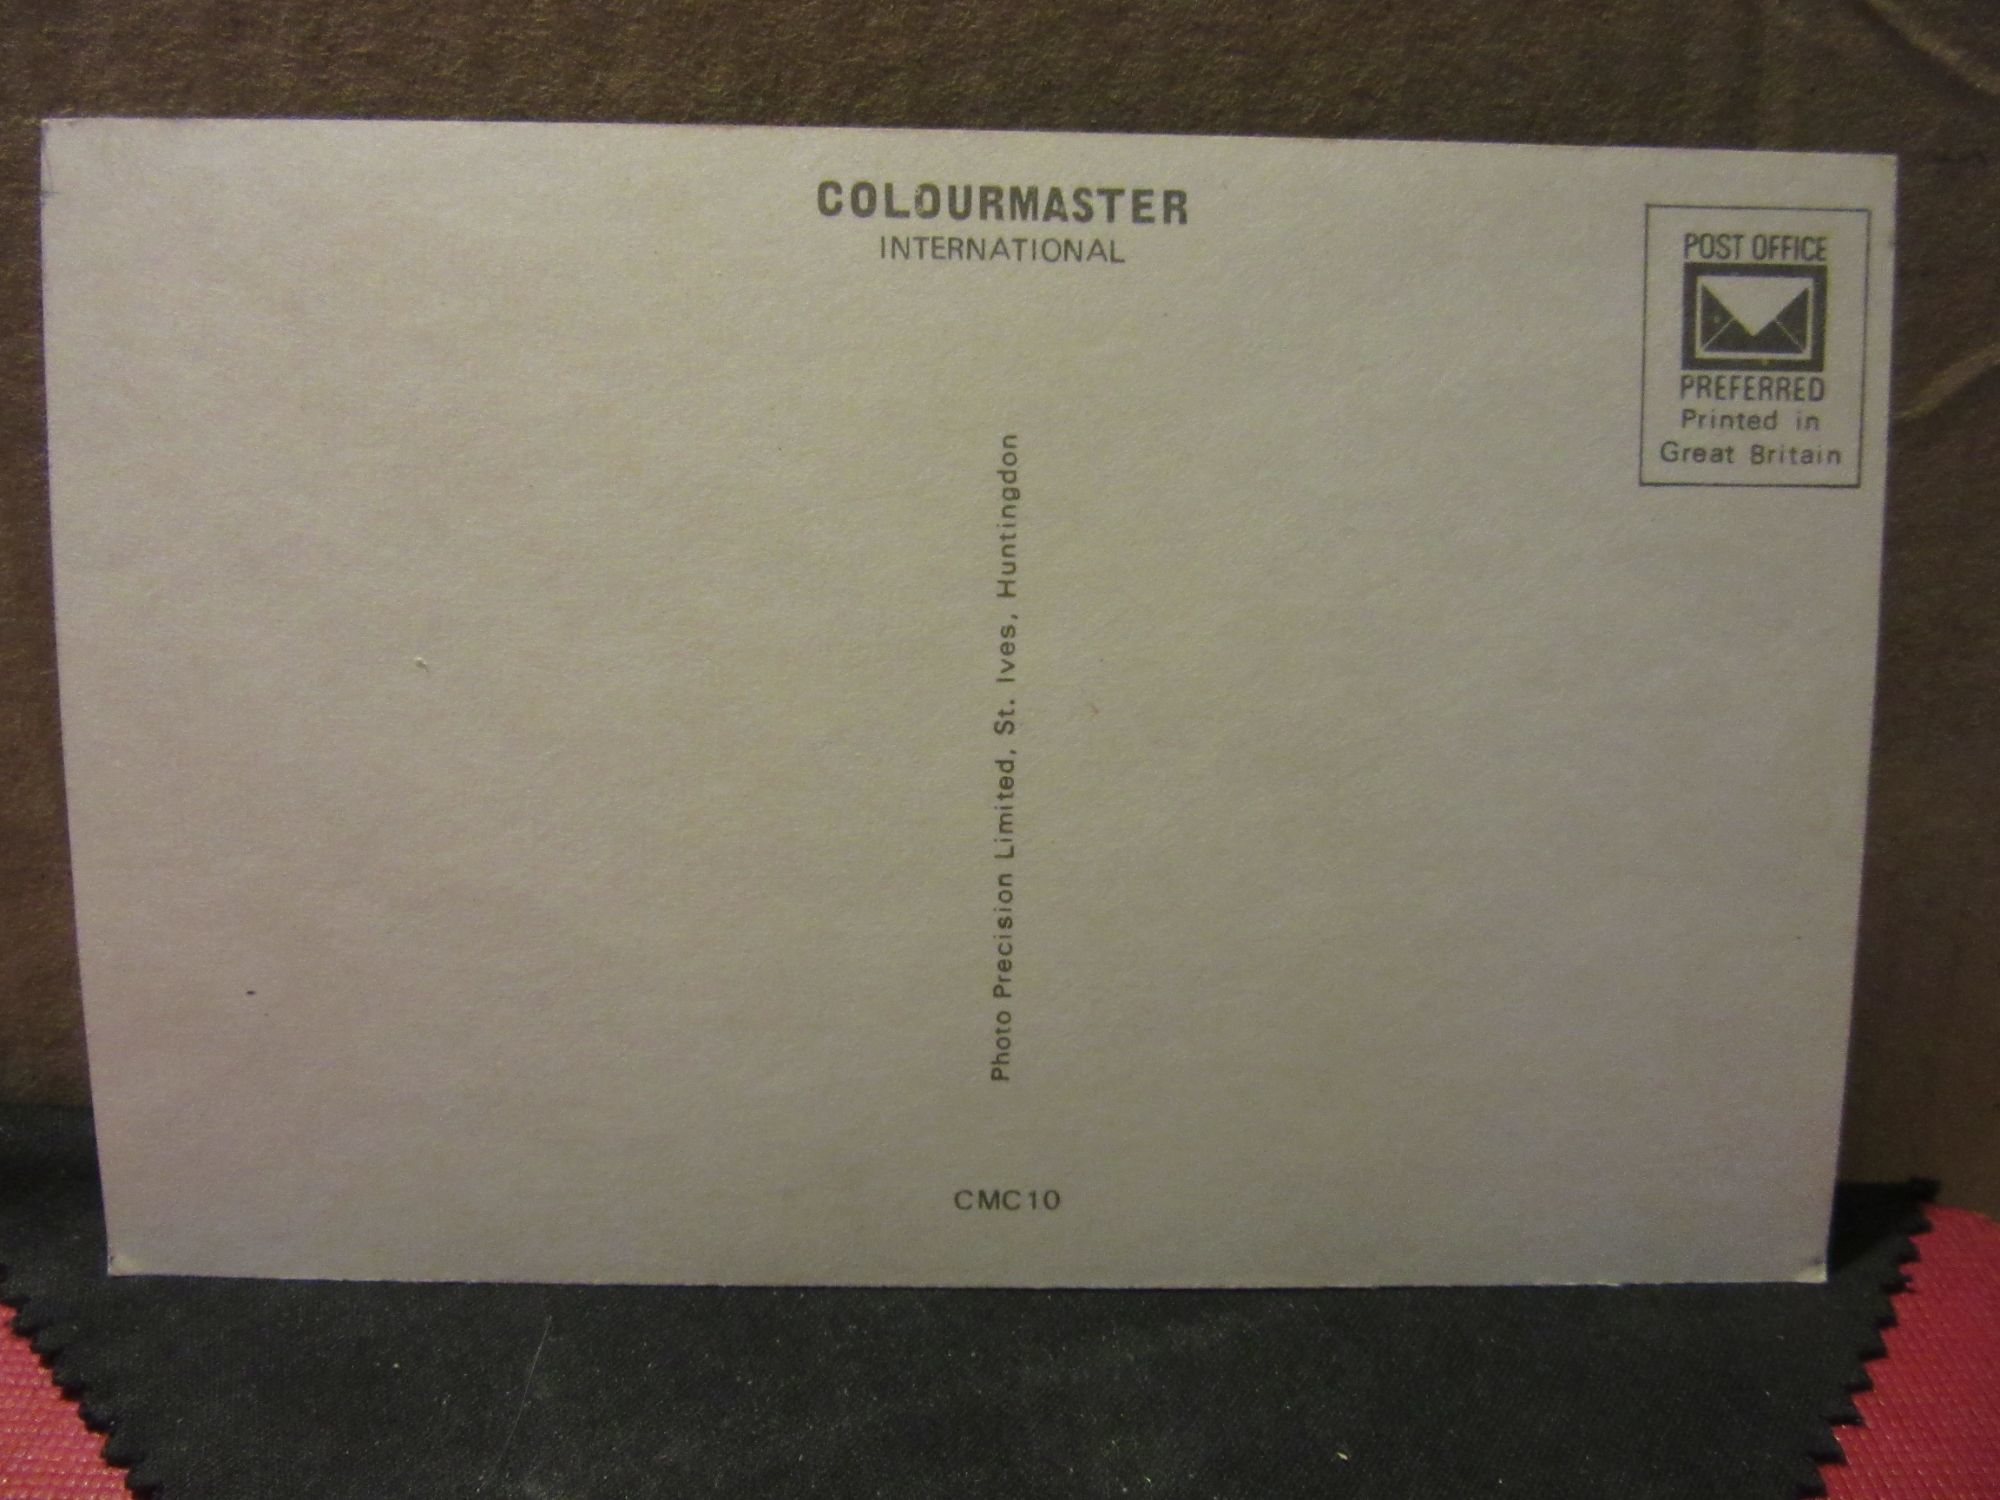 COLOURMASTER
INTERNATIONAL
POST OFFICE
PREFERRED
Printed in
Great Britain
Photo Precision Limited, St. Ives, Huntingdon
CMC10